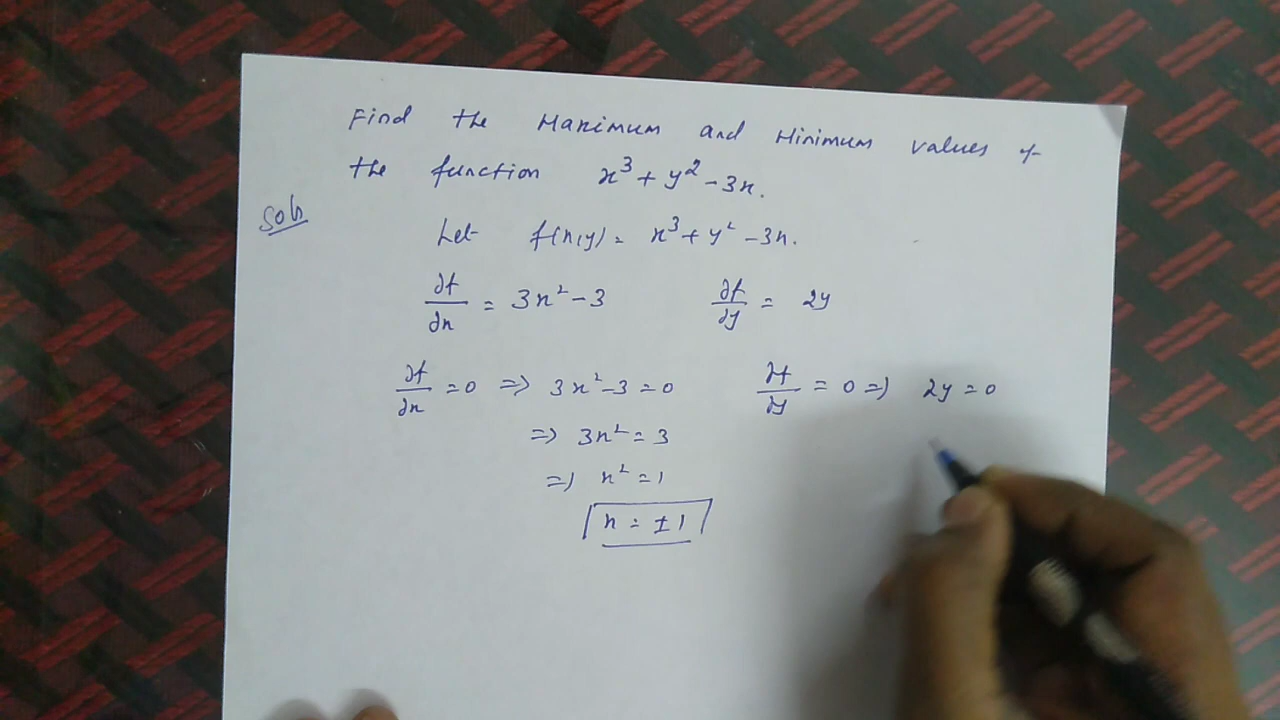 Find the Maximum and Minimum values of
the function x³ + y² - 3x.
Soln
Let f(x,y) = x³ + y² - 3x.
∂f/∂x = 3x² - 3 ∂f/∂y = 2y
∂f/∂x = 0 => 3x² - 3 = 0 ∂f/∂y = 0 => 2y = 0
=> 3x² = 3
=> x² = 1
x = ±1